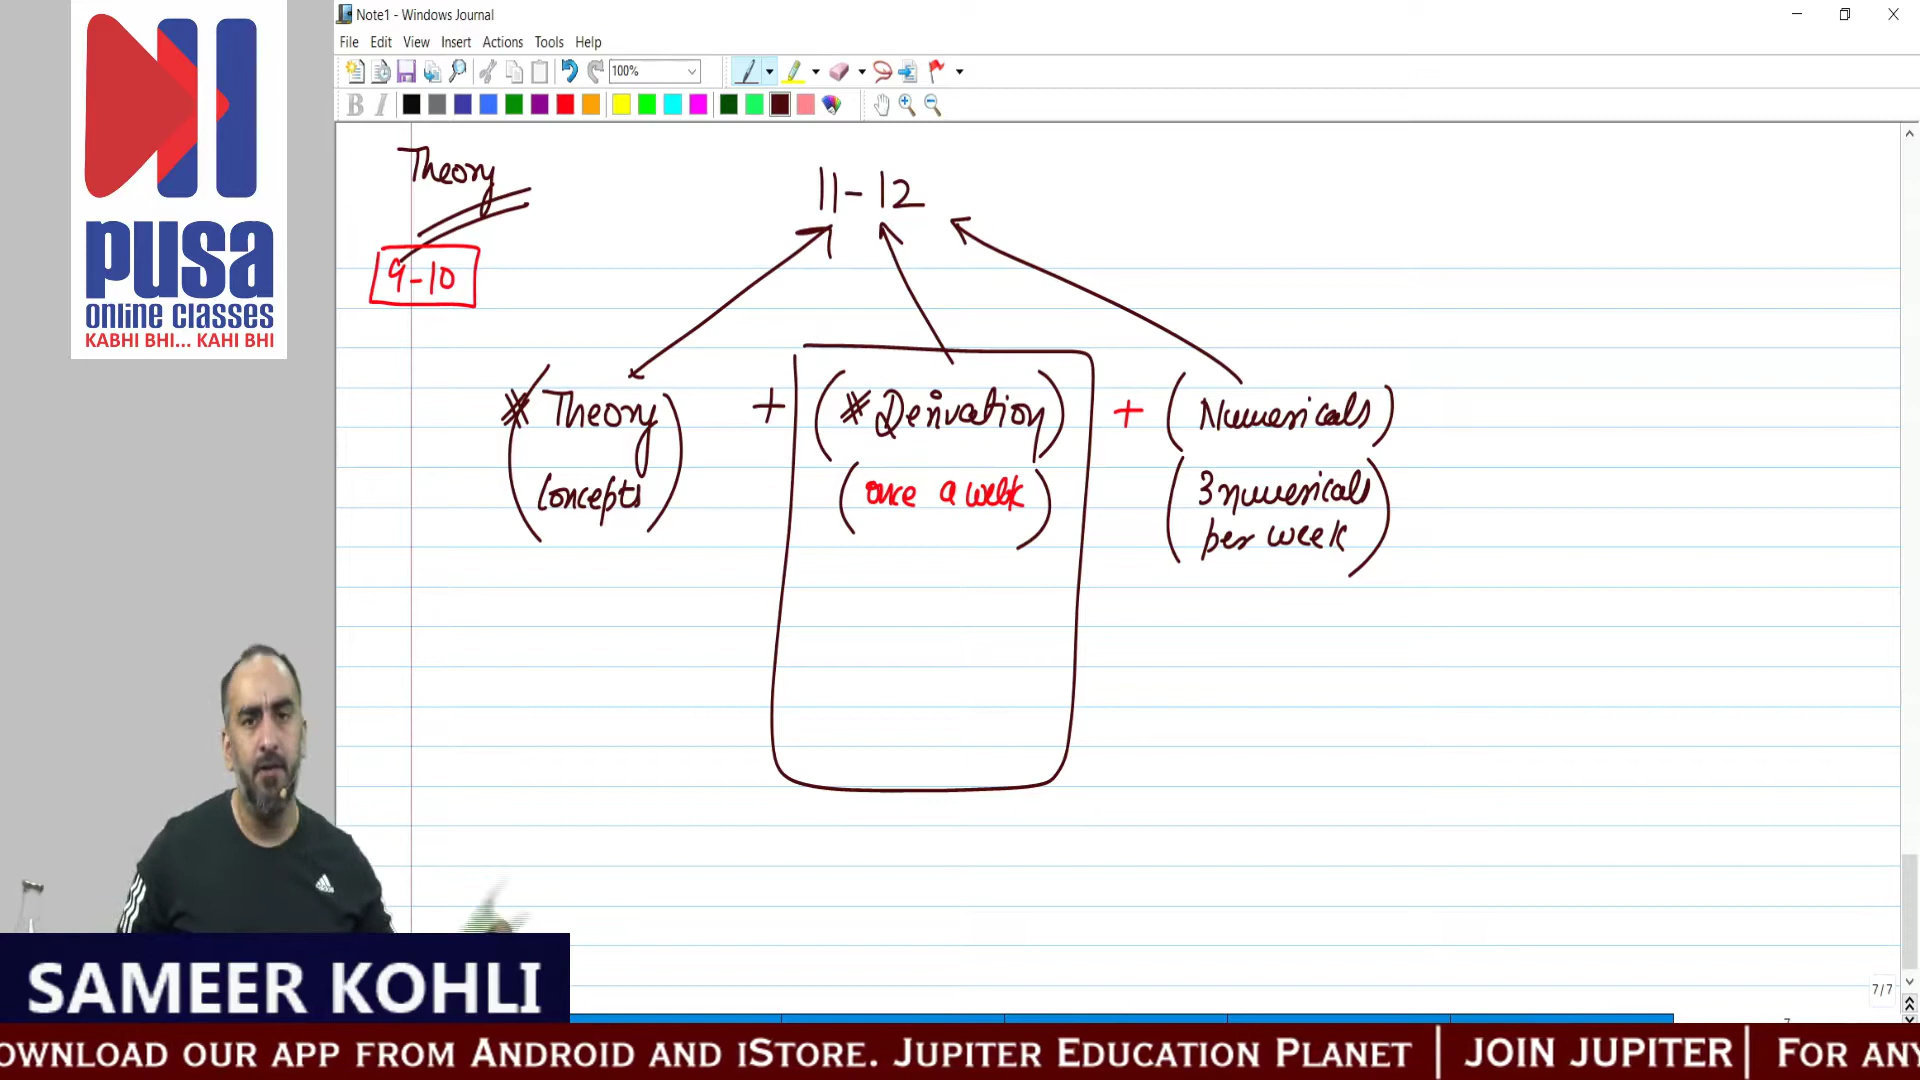 pusa
online classes
KABHI BHI... KAHI BHI
Note1 - Windows Journal
File Edit View Insert Actions Tools Help
100%
B I
Theory
9-10
11-12
* Theory + (* Derivation) + (Numericals)
(concepts) (once a week) (3 numericals
per week)
7/7
SAMEER KOHLI
OWNLOAD OUR APP FROM ANDROID AND ISTORE. JUPITER EDUCATION PLANET | JOIN JUPITER | FOR ANY